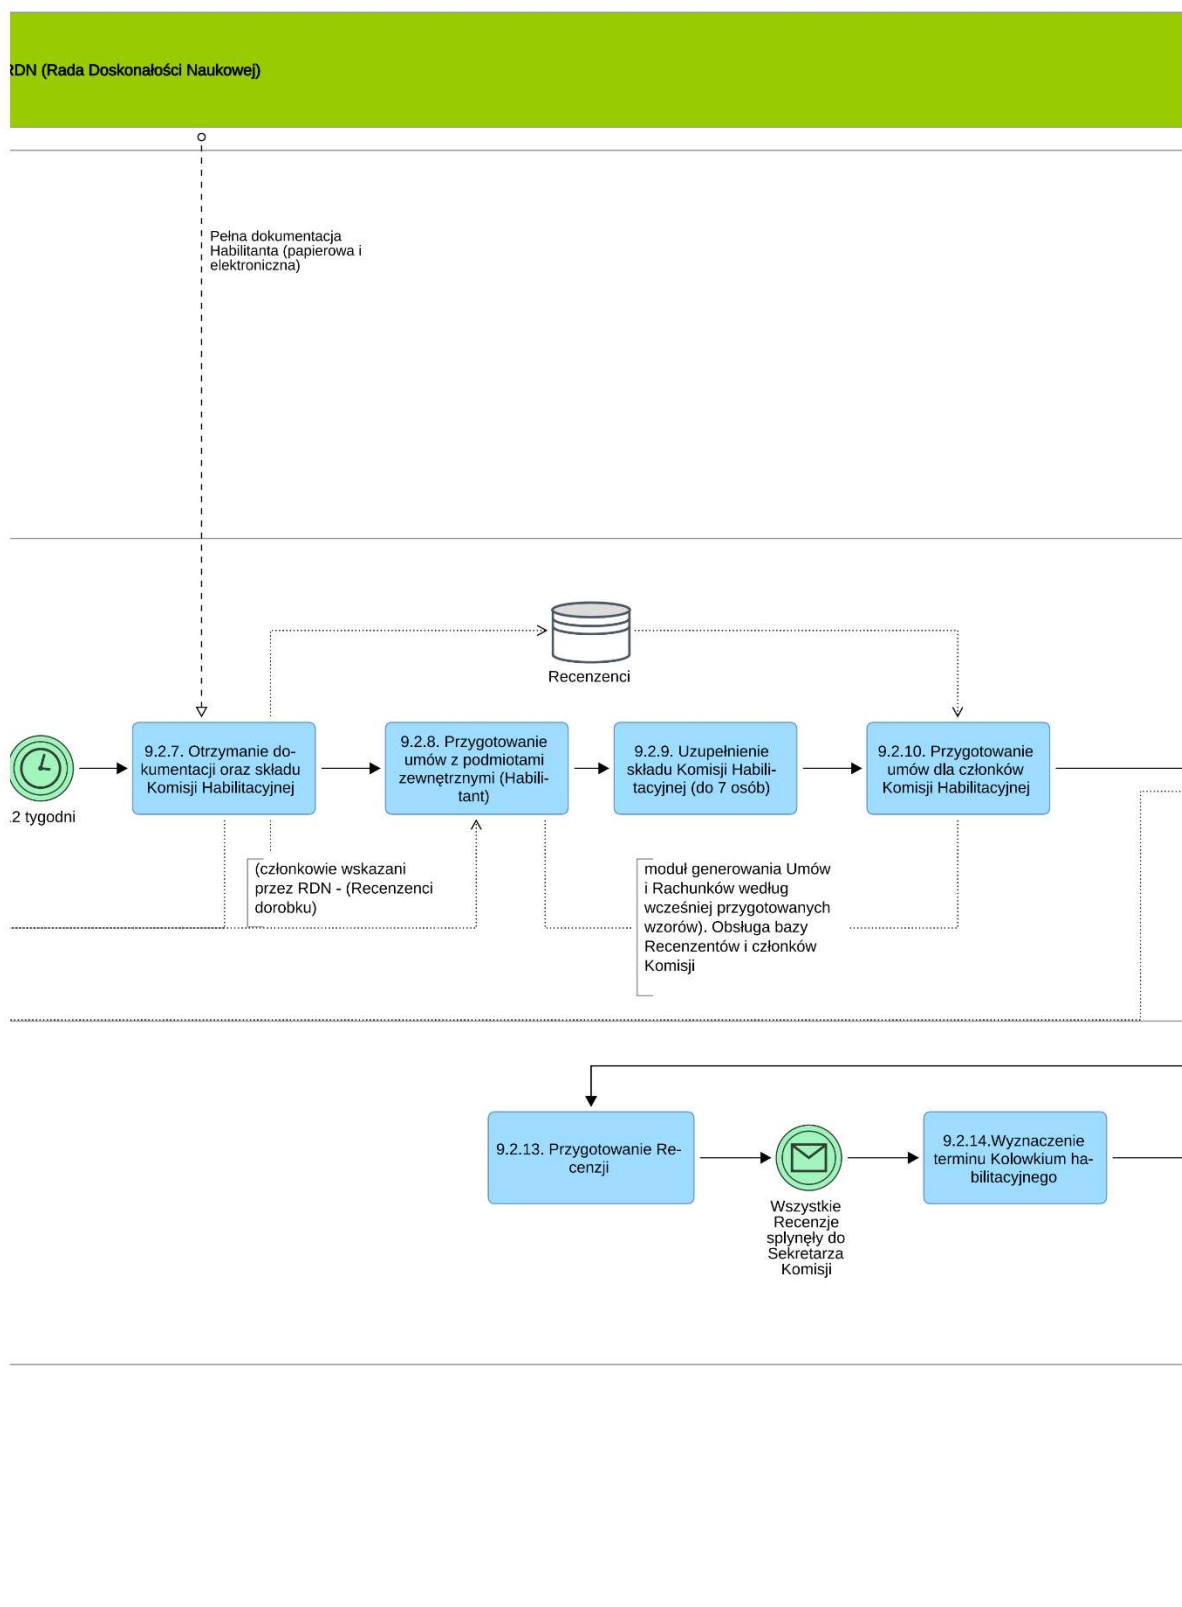 RDN (Rada Doskonałości Naukowej)
Pełna dokumentacja
Habilitanta (papierowa i
elektroniczna)
Recenzenci
9.2.7. Otrzymanie do-
kumentacji oraz składu
Komisji Habilitacyjnej
9.2.8. Przygotowanie
umów z podmiotami
zewnętrznymi (Habili-
tant)
9.2.9. Uzupełnienie
składu Komisji Habili-
tacyjnej (do 7 osób)
9.2.10. Przygotowanie
umów dla członków
Komisji Habilitacyjnej
.2 tygodni
(członkowie wskazani
przez RDN - (Recenzenci
dorobku)
moduł generowania Umów
i Rachunków według
wcześniej przygotowanych
wzorów). Obsługa bazy
Recenzentów i członków
Komisji
9.2.13. Przygotowanie Re-
cenzji
Wszystkie
Recenzje
splynęły do
Sekretarza
Komisji
9.2.14.Wyznaczenie
terminu Kolowkium ha-
bilitacyjnego